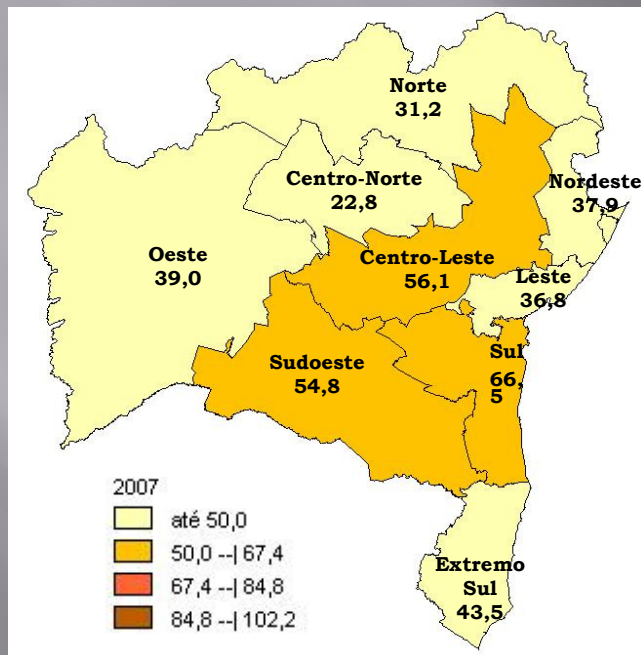 Norte
31,2
Centro-Norte
22,8
Nordeste
37,9
Oeste
39,0
Centro-Leste
56,1
Leste
36,8
Sudoeste
54,8
Sul
66,
5
Extremo
Sul
43,5
2007
até 50,0
50,0 --| 67,4
67,4 --| 84,8
84,8 --| 102,2